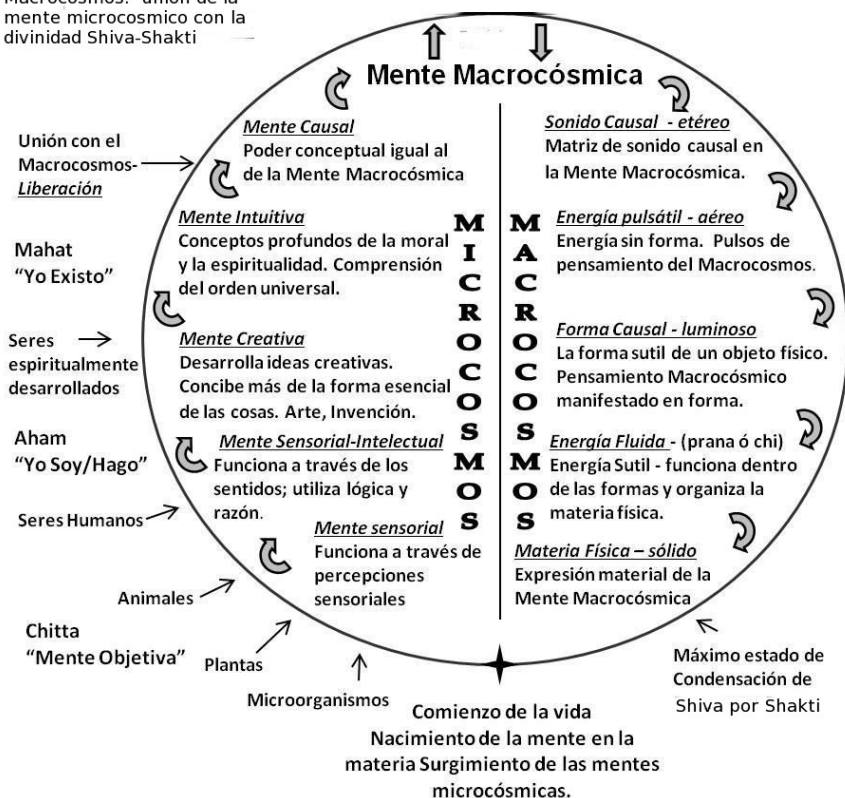 Macrocosmos: unión de la
mente microcosmico con la
divinidad Shiva-Shakti
Mente Macrocósmica
Mente Causal
Poder conceptual igual al
de la Mente Macrocósmica
Unión con el
Macrocosmos-
Liberación
Mente Intuitiva
Conceptos profundos de la moral
y la espiritualidad. Comprensión
del orden universal.
Mahat
“Yo Existo”
Mente Creativa
Desarrolla ideas creativas.
Concibe más de la forma esencial
de las cosas. Arte, Invención.
Seres
espiritualmente
desarrollados
Mente Sensorial-Intelectual
Funciona a través de los
sentidos; utiliza lógica y
razón.
Aham
“Yo Soy/Hago”
Seres Humanos
Mente sensorial
Funciona a través de
percepciones
sensoriales
Animales
Chitta
“Mente Objetiva”
Plantas
Microorganismos
MICROCOSMOS
MACROCOSMOS
Sonido Causal - etéreo
Matriz de sonido causal en
la Mente Macrocósmica.
Energía pulsátil - aéreo
Energía sin forma. Pulsos de
pensamiento del Macrocosmos.
Forma Causal - luminoso
La forma sutil de un objeto físico.
Pensamiento Macrocósmico
manifestado en forma.
Energía Fluida - (prana ó chi)
Energía Sutil - funciona dentro
de las formas y organiza la
materia física.
Materia Física – sólido
Expresión material de la
Mente Macrocósmica
Máximo estado de
Condensación de
Shiva por Shakti
Comienzo de la vida
Nacimiento de la mente en la
materia Surgimiento de las mentes
microcósmicas.